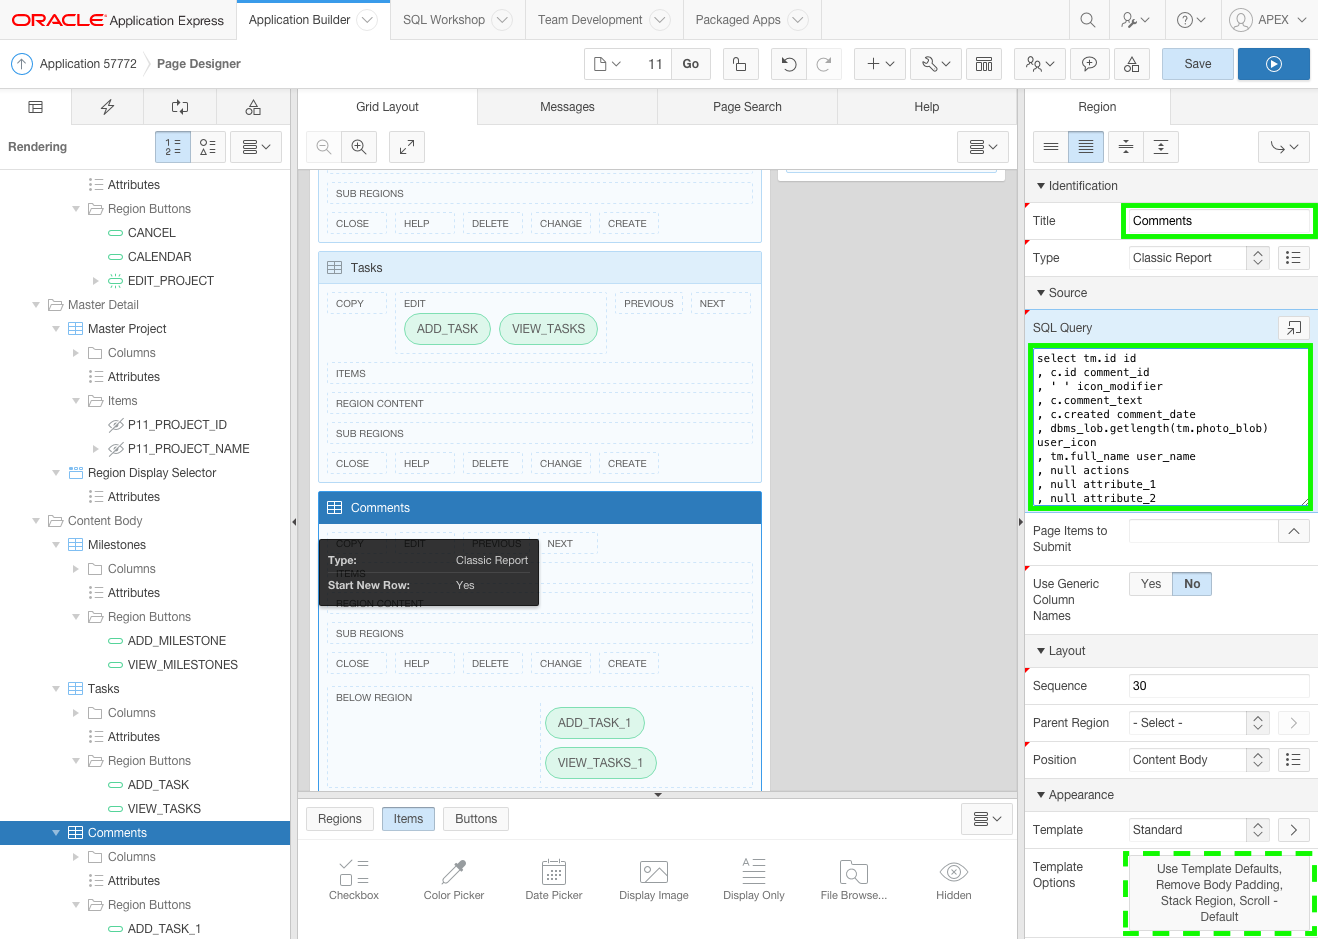 ORACLE Application Express
Application Builder
SQL Workshop
Team Development
Packaged Apps
APEX
Application 57772
Page Designer
11
Go
Save
Rendering
Attributes
Region Buttons
CANCEL
CALENDAR
EDIT_PROJECT
Master Detail
Master Project
Columns
Attributes
Items
P11_PROJECT_ID
P11_PROJECT_NAME
Region Display Selector
Attributes
Content Body
Milestones
Columns
Attributes
Region Buttons
ADD_MILESTONE
VIEW_MILESTONES
Tasks
Columns
Attributes
Region Buttons
ADD_TASK
VIEW_TASKS
Comments
Columns
Attributes
Region Buttons
ADD_TASK_1
Grid Layout
Messages
Page Search
Help
SUB REGIONS
CLOSE HELP DELETE CHANGE CREATE
Tasks
COPY EDIT PREVIOUS NEXT
ADD_TASK VIEW_TASKS
ITEMS
REGION CONTENT
SUB REGIONS
CLOSE HELP DELETE CHANGE CREATE
Comments
COPY EDIT PREVIOUS NEXT
Type: Classic Report
ITEMS
Start New Row: Yes
REGION CONTENT
SUB REGIONS
CLOSE HELP DELETE CHANGE CREATE
BELOW REGION
ADD_TASK_1
VIEW_TASKS_1
Regions
Items
Buttons
Checkbox
Color Picker
Date Picker
Display Image
Display Only
File Browse...
Hidden
Region
Identification
Title Comments
Type Classic Report
Source
SQL Query
select tm.id id
, c.id comment_id
, ' ' icon_modifier
, c.comment_text
, c.created comment_date
, dbms_lob.getlength(tm.photo_blob)
user_icon
, tm.full_name user_name
, null actions
, null attribute_1
, null attribute_2
Page Items to
Submit
Use Generic
Column
Names
Yes No
Layout
Sequence 30
Parent Region - Select -
Position Content Body
Appearance
Template Standard
Template
Options
Use Template Defaults,
Remove Body Padding,
Stack Region, Scroll -
Default